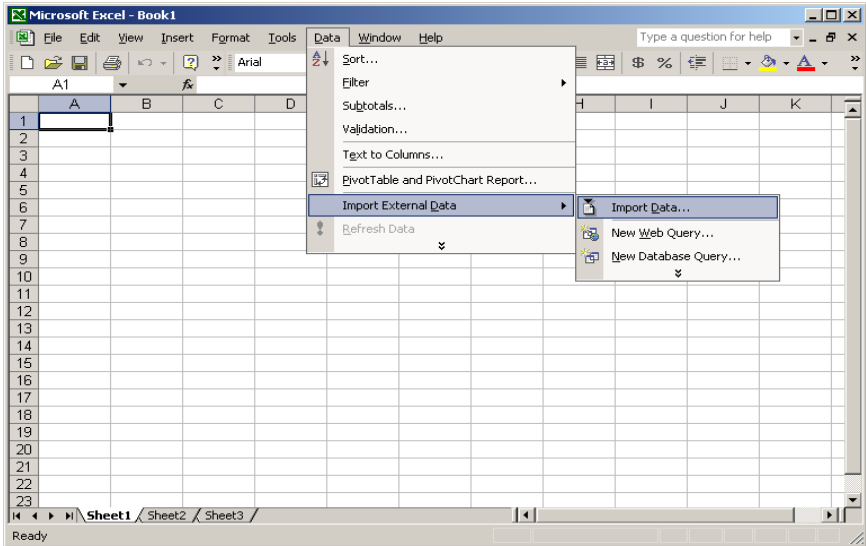 Microsoft Excel - Book1
File Edit View Insert Format Tools Data Window Help Type a question for help
Arial $ %
A1 fx
A B C D H I J K
1
2
3
4
5
6
7
8
9
10
11
12
13
14
15
16
17
18
19
20
21
22
23
Sort...
Filter
Subtotals...
Validation...
Text to Columns...
PivotTable and PivotChart Report...
Import External Data
Refresh Data
Import Data...
New Web Query...
New Database Query...
Sheet1 Sheet2 Sheet3
Ready